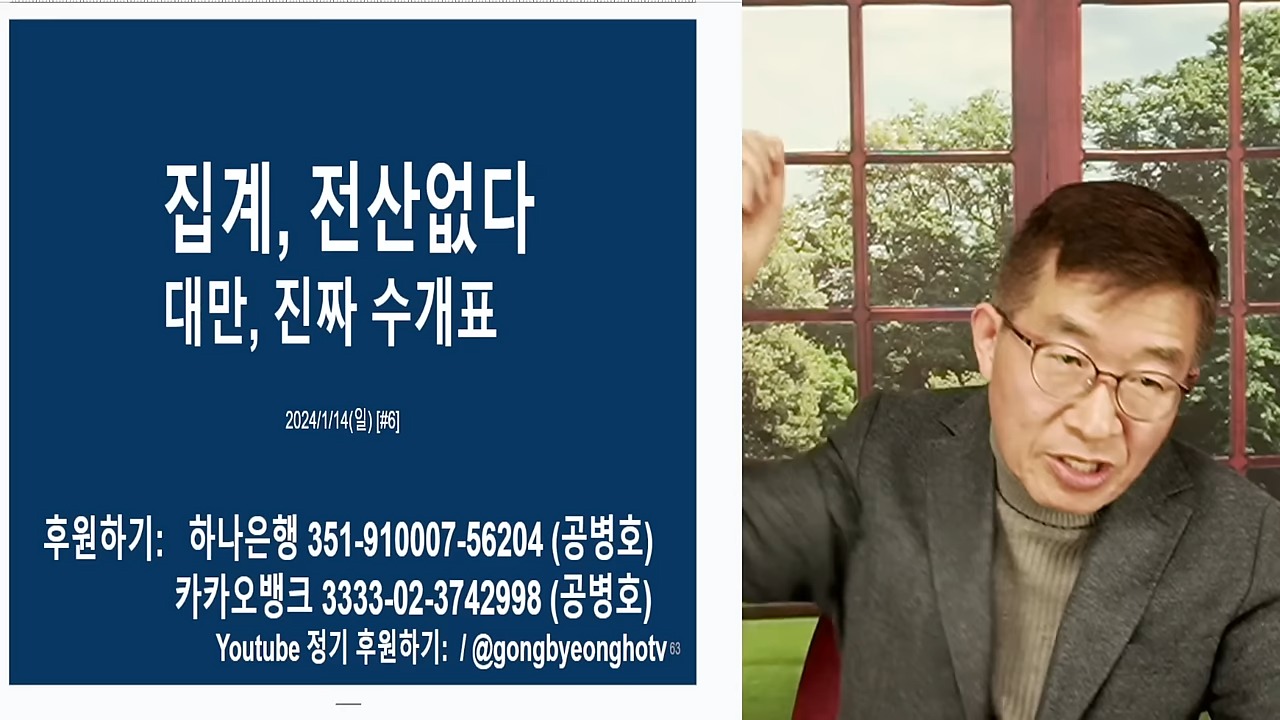 집계, 전산없다
대만, 진짜 수개표
2024/1/14(일) [#6]
후원하기: 하나은행 351-910007-56204 (공병호)
카카오뱅크 3333-02-3742998 (공병호)
Youtube 정기 후원하기: / @gongbyeonghotv
63